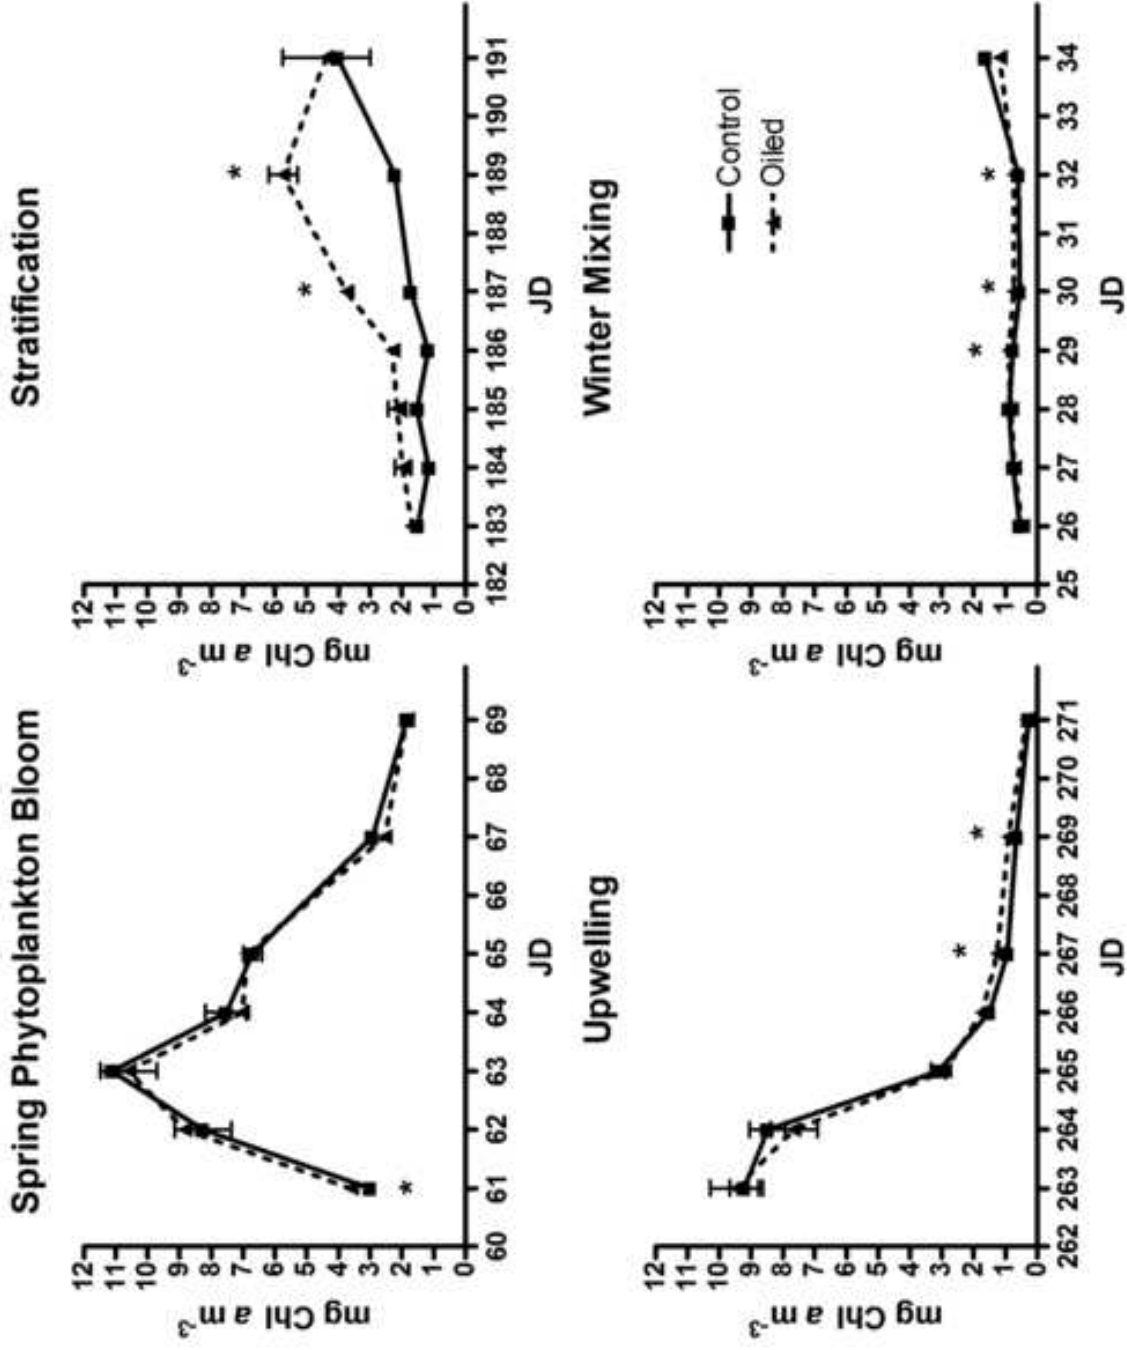 Spring Phytoplankton Bloom
mg Chl a m-3
12
11
10
9
8
7
6
5
4
3
2
1
0
60 61 62 63 64 65 66 67 68 69
JD
*
Stratification
mg Chl a m-3
12
11
10
9
8
7
6
5
4
3
2
1
0
182 183 184 185 186 187 188 189 190 191
JD
* *
Upwelling
mg Chl a m-3
12
11
10
9
8
7
6
5
4
3
2
1
0
262 263 264 265 266 267 268 269 270 271
JD
* *
Winter Mixing
mg Chl a m-3
12
11
10
9
8
7
6
5
4
3
2
1
0
25 26 27 28 29 30 31 32 33 34
JD
* * *
Control
Oiled